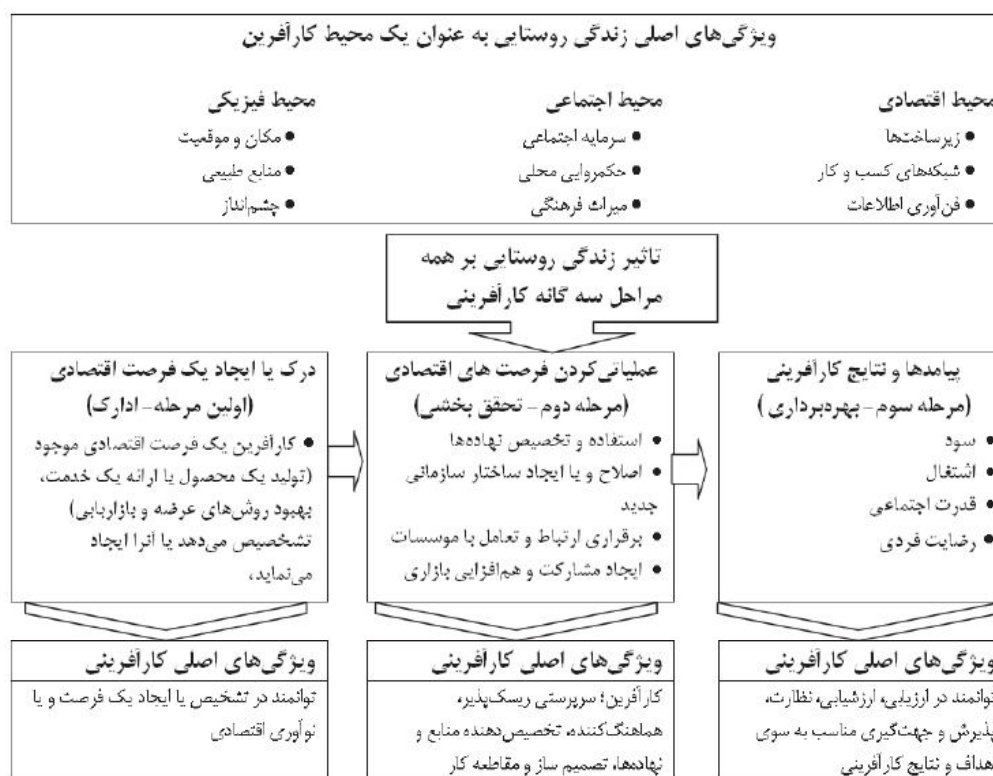 ویژگی‌های اصلی زندگی روستایی به عنوان یک محیط کارآفرین
محیط اقتصادی
● زیرساخت‌ها
● شبکه‌های کسب و کار
● فن‌آوری اطلاعات
محیط اجتماعی
● سرمایه اجتماعی
● حکمروایی محلی
● میراث فرهنگی
محیط فیزیکی
● مکان و موقعیت
● منابع طبیعی
● چشم‌انداز
تاثیر زندگی روستایی بر همه
مراحل سه گانه کارآفرینی
درک یا ایجاد یک فرصت اقتصادی
(اولین مرحله- ادارک)
● کارآفرین یک فرصت اقتصادی موجود
(تولید یک محصول یا ارائه یک خدمت،
بهبود روش‌های عرضه و بازاریابی)
تشخصیص می‌دهد یا آنرا ایجاد
می‌نماید،
عملیاتی‌کردن فرصت های اقتصادی
(مرحله دوم- تحقق بخشی)
● استفاده و تخصیص نهاده‌ها
● اصلاح و یا ایجاد ساختار سازمانی
جدید
● برقراری ارتباط و تعامل با موسسات
● ایجاد مشارکت و هم‌افزایی بازاری
پیامدها و نتایج کارآفرینی
(مرحله سوم- بهره‌برداری )
● سود
● اشتغال
● قدرت اجتماعی
● رضایت فردی
ویژگی‌های اصلی کارآفرینی
توانمند در تشخیص یا ایجاد یک فرصت و یا
نوآوری اقتصادی
ویژگی‌های اصلی کارآفرینی
کارآفرین؛ سرپرستی ریسک‌پذیر،
هماهنگ‌کننده، تخصیص‌دهنده منابع و
نهاده‌ها، تصمیم ساز و مقاطعه کار
ویژگی‌های اصلی کارآفرینی
توانمند در ارزیابی، ارزشیابی، نظارت،
پذیرش و جهت‌گیری مناسب به سوی
اهداف و نتایج کارآفرینی